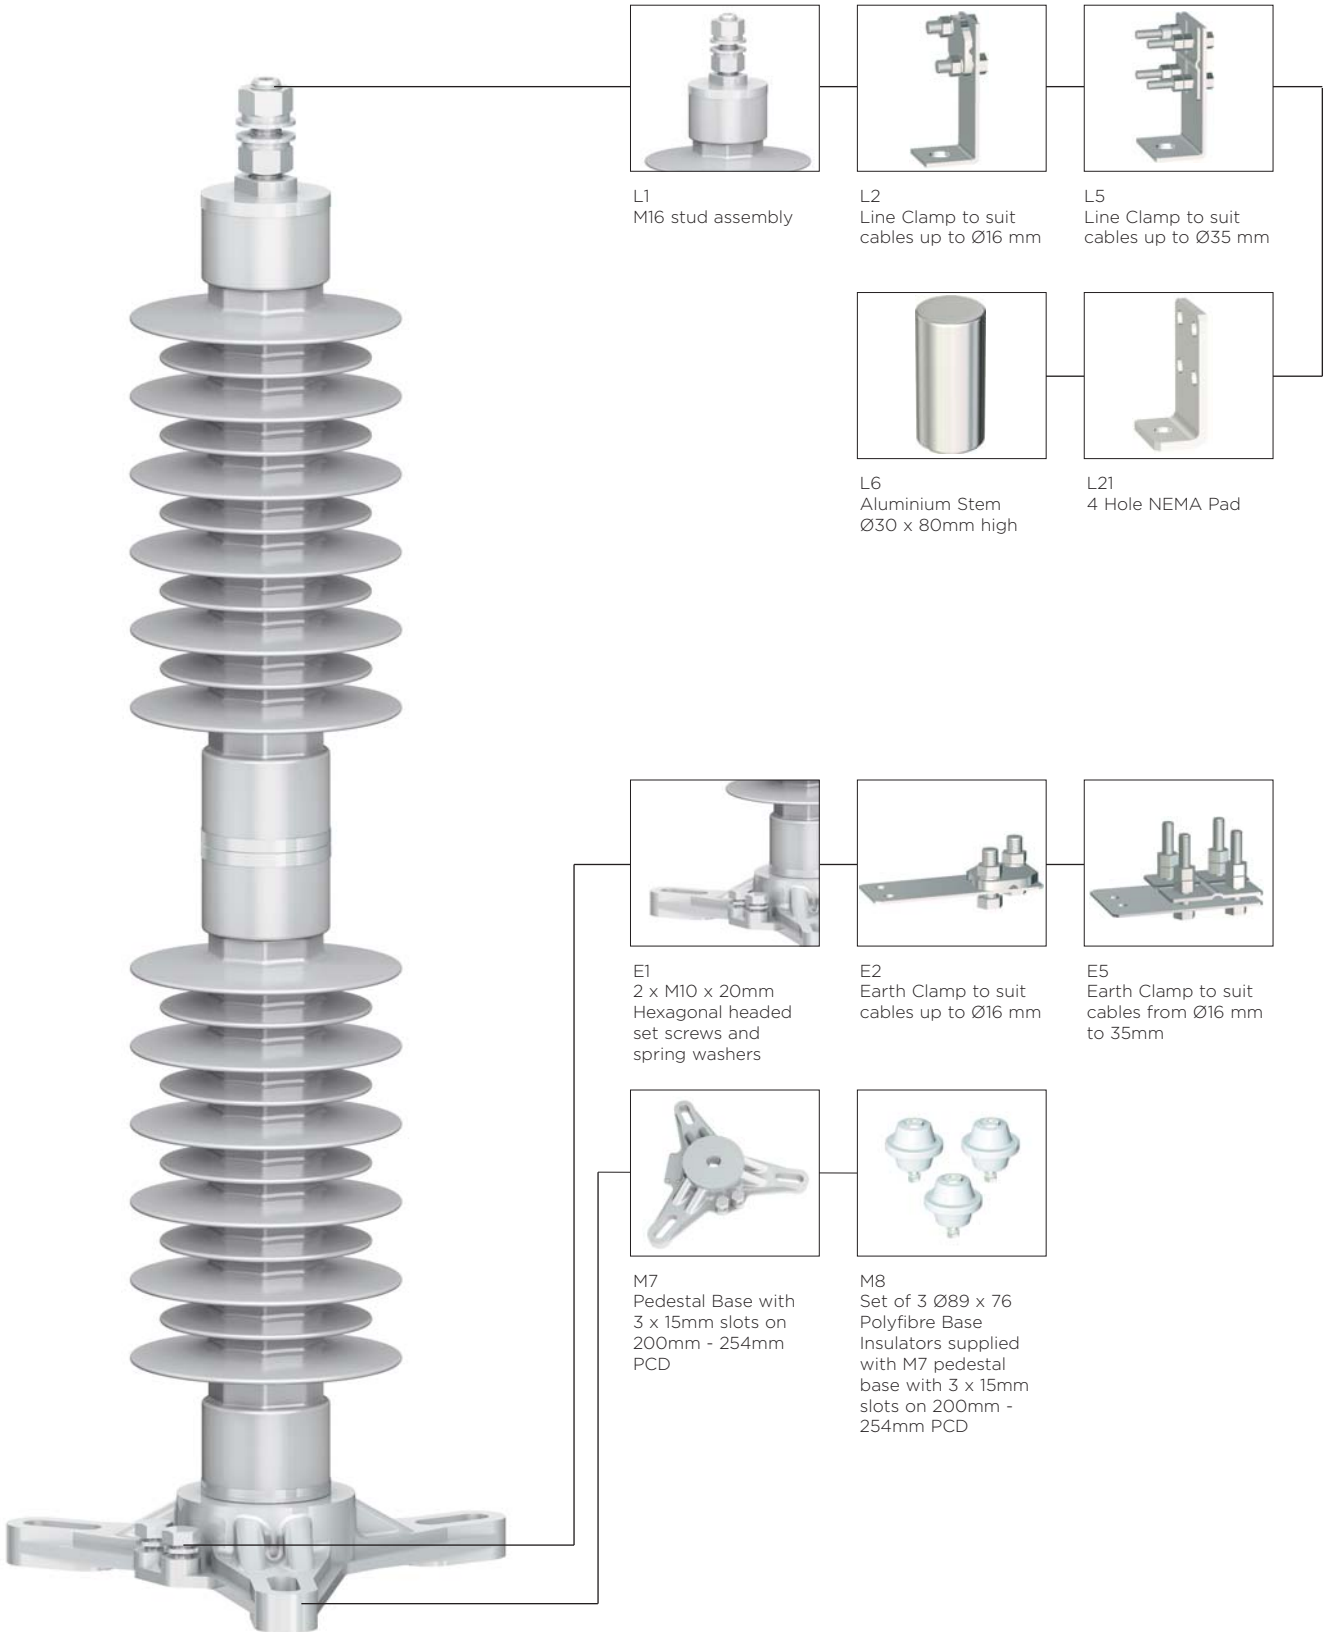 L1
M16 stud assembly
L2
Line Clamp to suit
cables up to Ø16 mm
L5
Line Clamp to suit
cables up to Ø35 mm
L6
Aluminium Stem
Ø30 x 80mm high
L21
4 Hole NEMA Pad
E1
2 x M10 x 20mm
Hexagonal headed
set screws and
spring washers
E2
Earth Clamp to suit
cables up to Ø16 mm
E5
Earth Clamp to suit
cables from Ø16 mm
to 35mm
M7
Pedestal Base with
3 x 15mm slots on
200mm - 254mm
PCD
M8
Set of 3 Ø89 x 76
Polyfibre Base
Insulators supplied
with M7 pedestal
base with 3 x 15mm
slots on 200mm -
254mm PCD